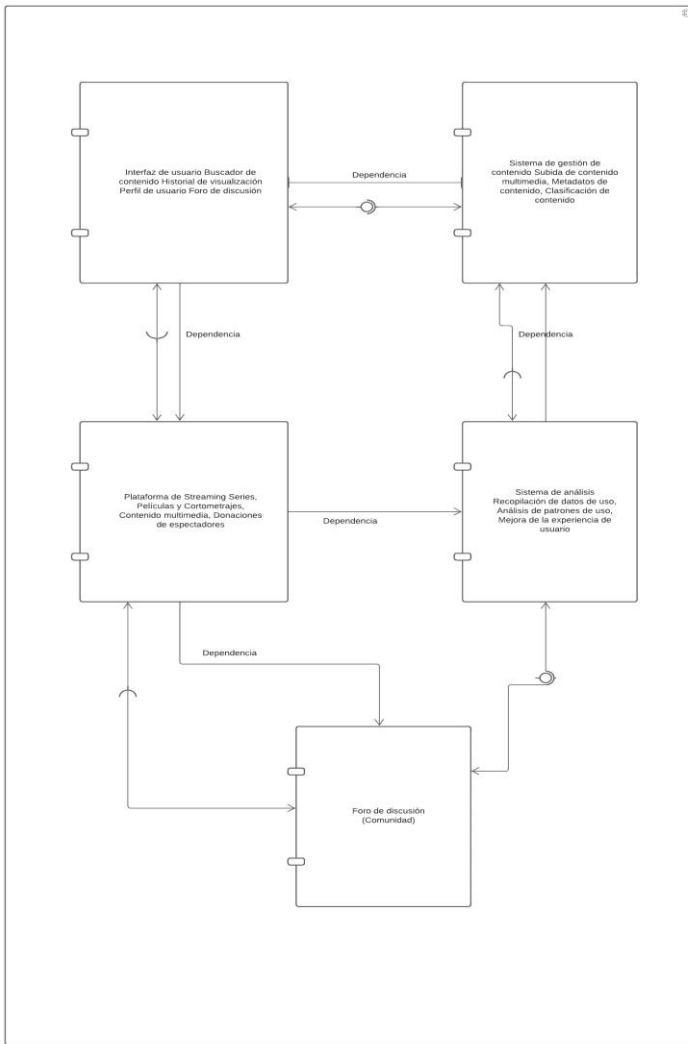 Interfaz de usuario Buscador de
contenido Historial de visualización
Perfil de usuario Foro de discusión
Dependencia
Sistema de gestión de
contenido Subida de contenido
multimedia, Metadatos de
contenido, Clasificación de
contenido
Dependencia
Dependencia
Plataforma de Streaming Series,
Películas y Cortometrajes,
Contenido multimedia, Donaciones
de espectadores
Dependencia
Sistema de análisis
Recopilación de datos de uso,
Análisis de patrones de uso,
Mejora de la experiencia de
usuario
Dependencia
Foro de discusión
(Comunidad)